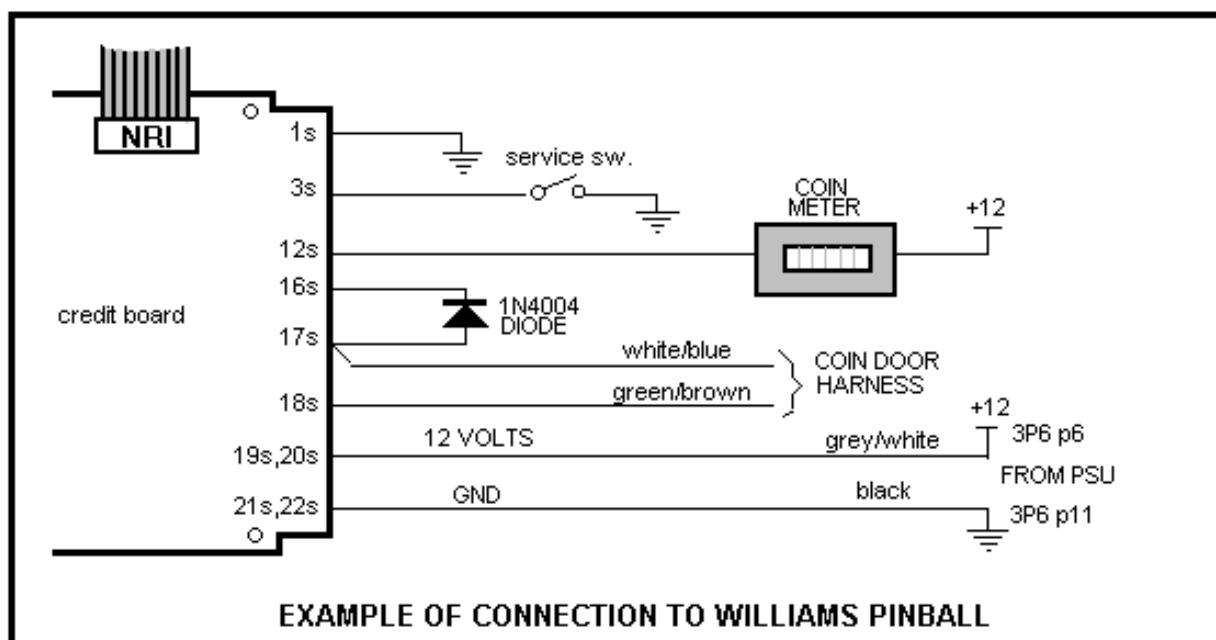 NRI
1s
service sw.
3s
COIN
METER
+12
12s
16s
1N4004
DIODE
credit board
17s
white/blue
COIN DOOR
HARNESS
green/brown
18s
+12
12 VOLTS
grey/white
3P6 p6
19s,20s
FROM PSU
GND
black
21s,22s
3P6 p11
EXAMPLE OF CONNECTION TO WILLIAMS PINBALL